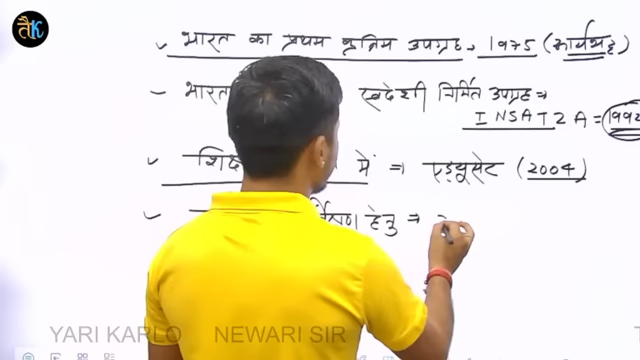 तैK
भारत का प्रथम कृत्रिम उपग्रह, 1975 (आर्यभट्ट)
भारत स्वदेशी निर्मित उपग्रह ⇒
INSAT 2A = 1992
में ⇒ एड्यूसेट (2004)
हेतु ⇒
YARI KARLO NEWARI SIR